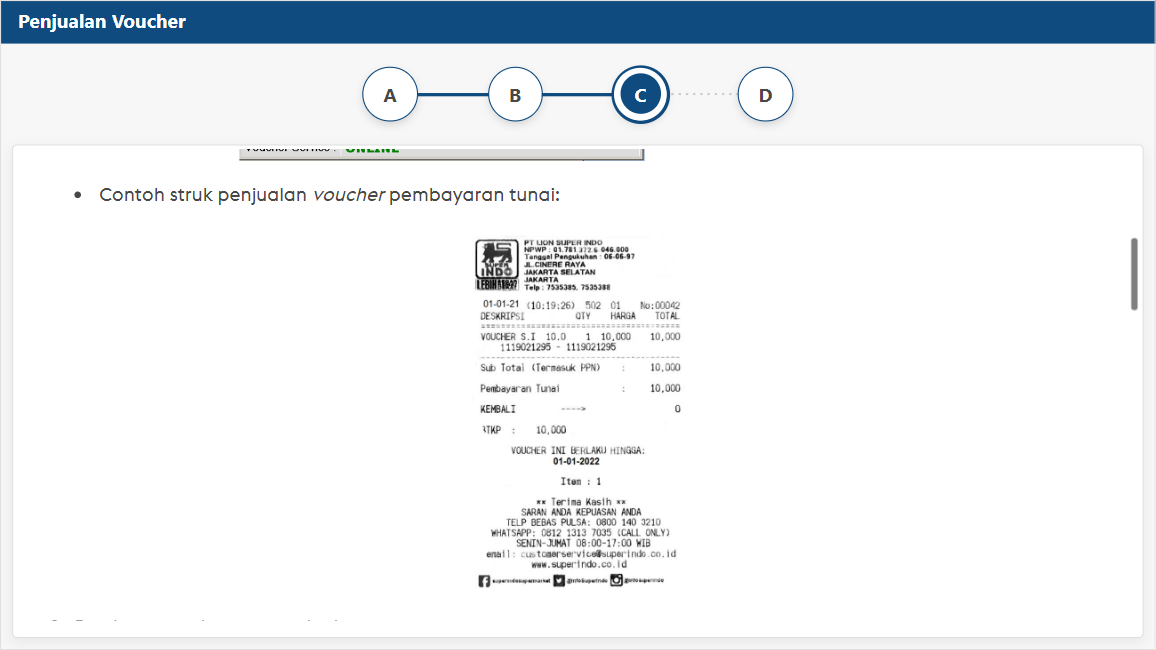 Penjualan Voucher
A B C D
ONLINE
• Contoh struk penjualan voucher pembayaran tunai:
SUPER INDO
PT LION SUPER INDO
NPWP : 01.781.372.6-046.000
Tanggal Pengukuhan : 06-06-97
JL.CINERE RAYA
JAKARTA SELATAN
JAKARTA
Telp : 7535385, 7535388
01-01-21 (10:19:26) 502 01 No:00042
DESKRIPSI QTY HARGA TOTAL
VOUCHER S.I 10.0 1 10,000 10,000
1119021295 - 1119021295
Sub Total (Termasuk PPN) : 10,000
Pembayaran Tunai : 10,000
KEMBALI ----> 0
BTKP : 10,000
VOUCHER INI BERLAKU HINGGA:
01-01-2022
Item : 1
** Terima Kasih **
SARAN ANDA KEPUASAN ANDA
TELP BEBAS PULSA: 0800 140 3210
WHATSAPP: 0812 1313 7035 (CALL ONLY)
SENIN-JUMAT 08:00-17:00 WIB
email: customerservice@superindo.co.id
www.superindo.co.id
superindosupermarket @infoSuperindo @infosuperindo